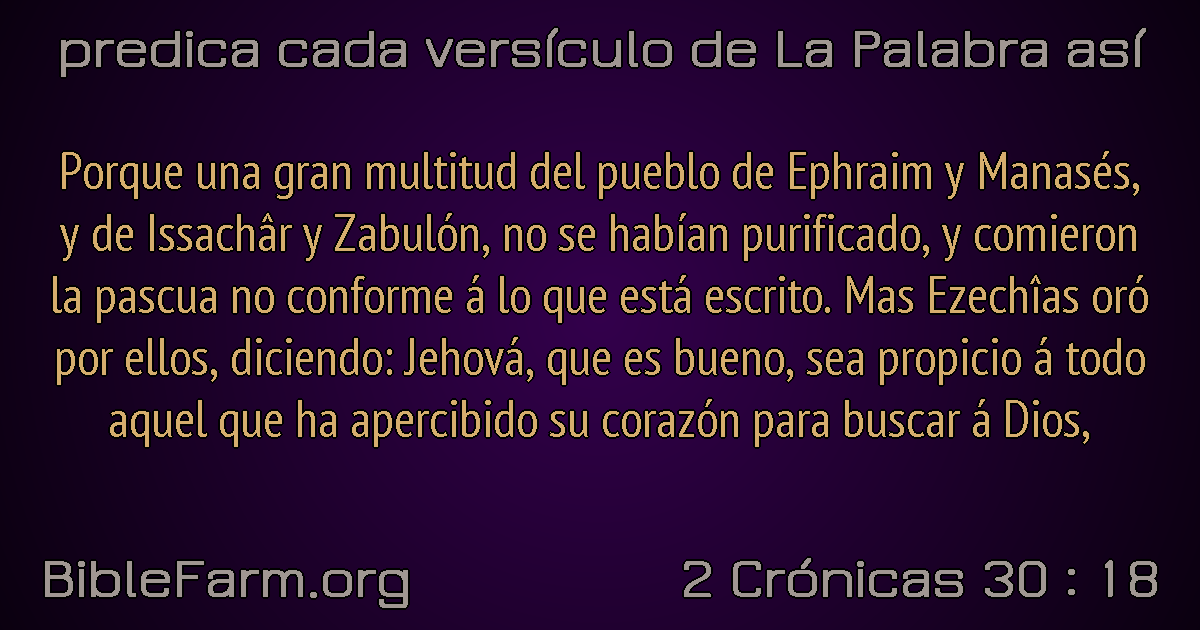 predica cada versículo de La Palabra así
Porque una gran multitud del pueblo de Ephraim y Manasés,
y de Issachâr y Zabulón, no se habían purificado, y comieron
la pascua no conforme á lo que está escrito. Mas Ezechîas oró
por ellos, diciendo: Jehová, que es bueno, sea propicio á todo
aquel que ha apercibido su corazón para buscar á Dios,
BibleFarm.org
2 Crónicas 30 : 18